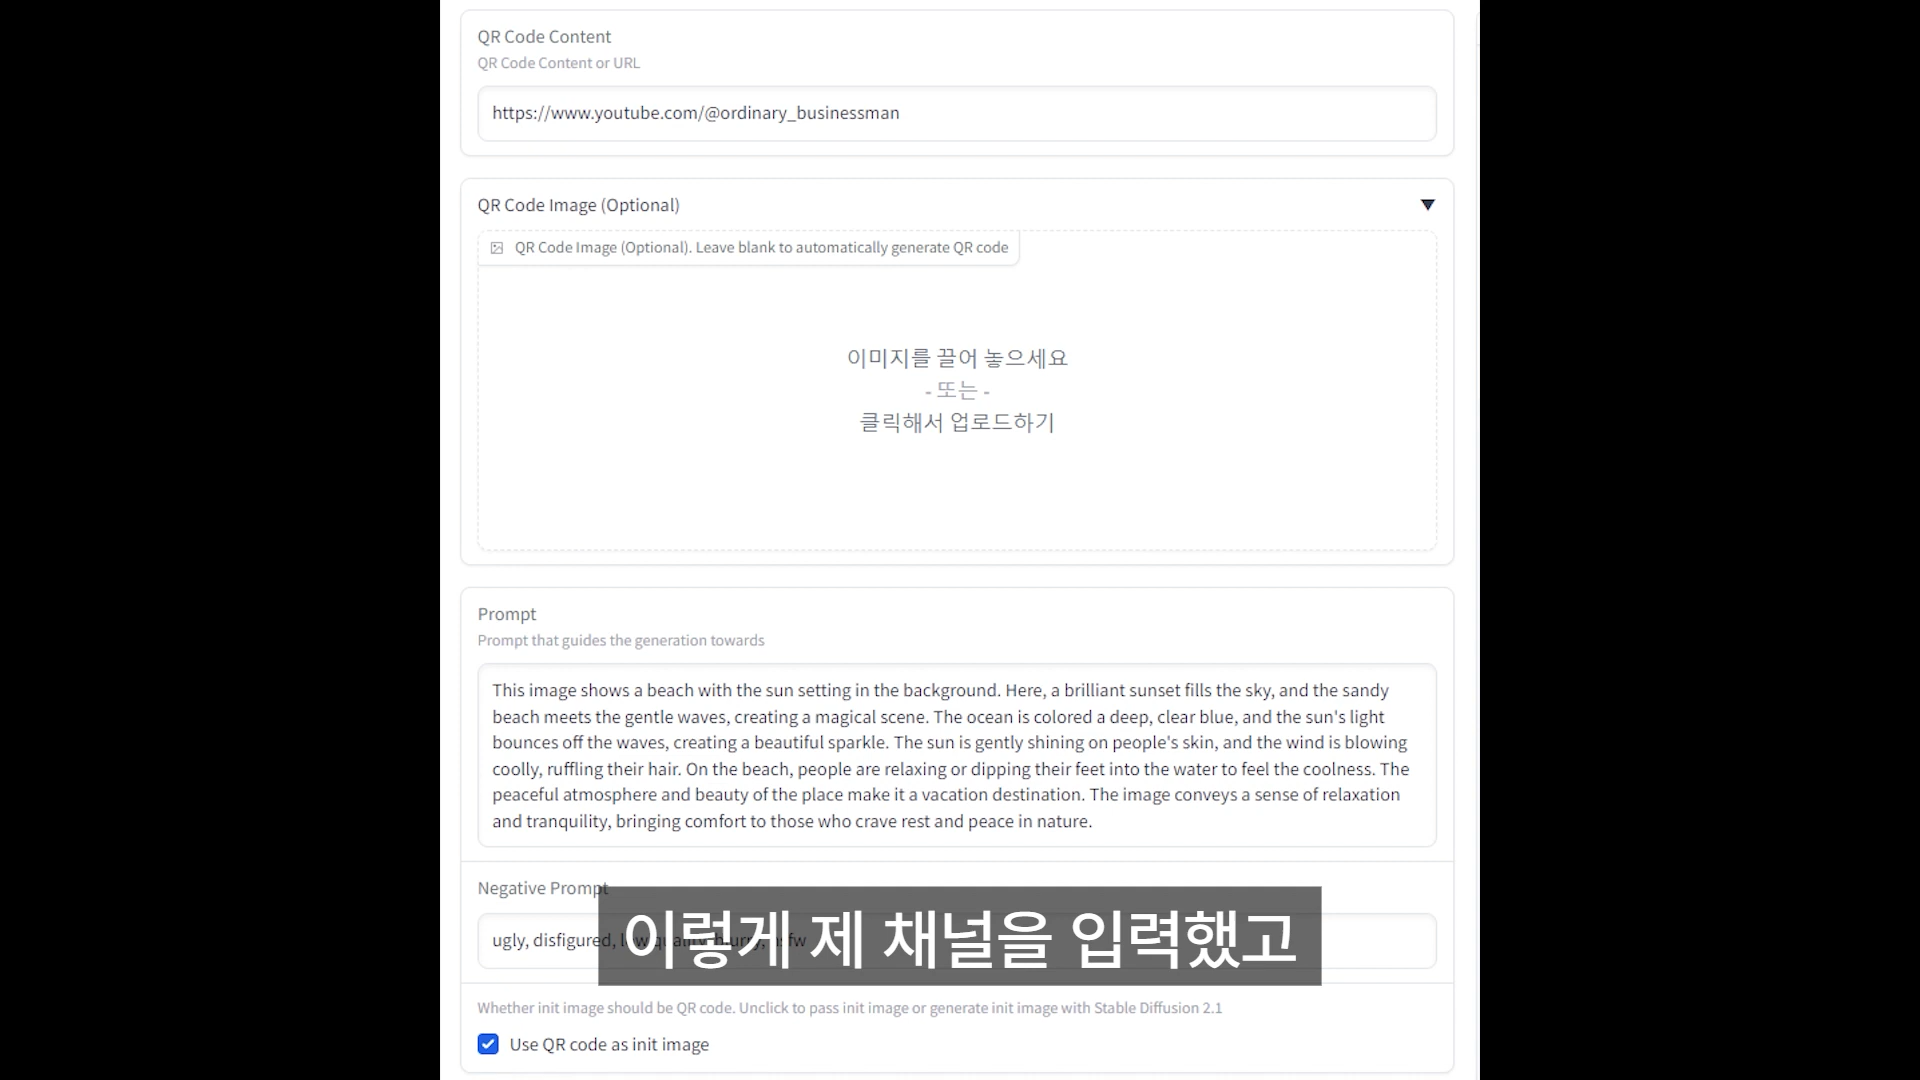 QR Code Content
QR Code Content or URL
https://www.youtube.com/@ordinary_businessman
QR Code Image (Optional)
QR Code Image (Optional). Leave blank to automatically generate QR code
이미지를 끌어 놓으세요
- 또는 -
클릭해서 업로드하기
Prompt
Prompt that guides the generation towards
This image shows a beach with the sun setting in the background. Here, a brilliant sunset fills the sky, and the sandy
beach meets the gentle waves, creating a magical scene. The ocean is colored a deep, clear blue, and the sun's light
bounces off the waves, creating a beautiful sparkle. The sun is gently shining on people's skin, and the wind is blowing
coolly, ruffling their hair. On the beach, people are relaxing or dipping their feet into the water to feel the coolness. The
peaceful atmosphere and beauty of the place make it a vacation destination. The image conveys a sense of relaxation
and tranquility, bringing comfort to those who crave rest and peace in nature.
Negative Prompt
ugly, disfigured, low quality, blurry, nsfw
이렇게 제 채널을 입력했고
Whether init image should be QR code. Unclick to pass init image or generate init image with Stable Diffusion 2.1
Use QR code as init image